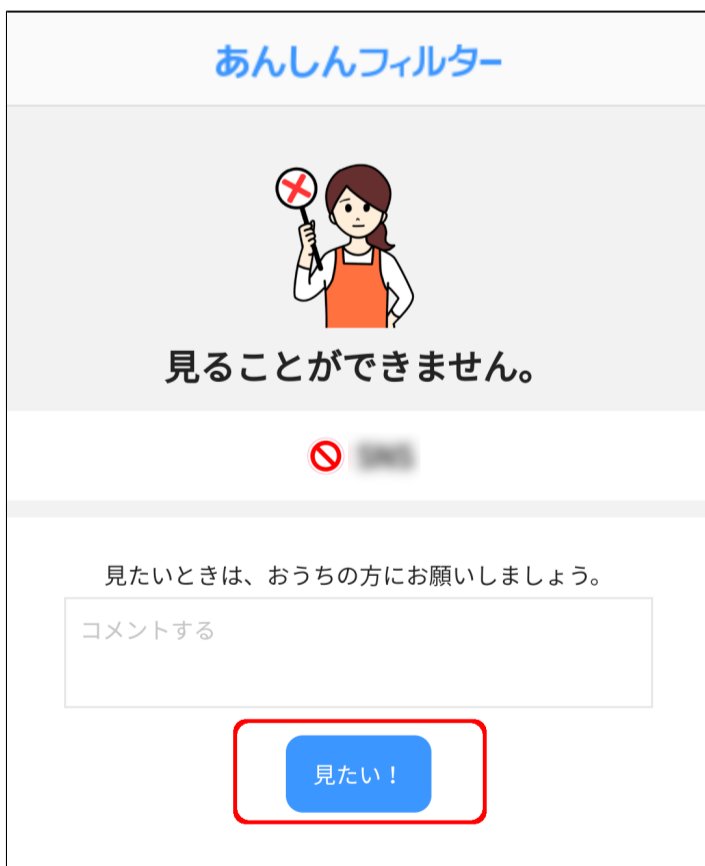 あんしんフィルター
見ることができません。
見たいときは、おうちの方にお願いしましょう。
コメントする
見たい！